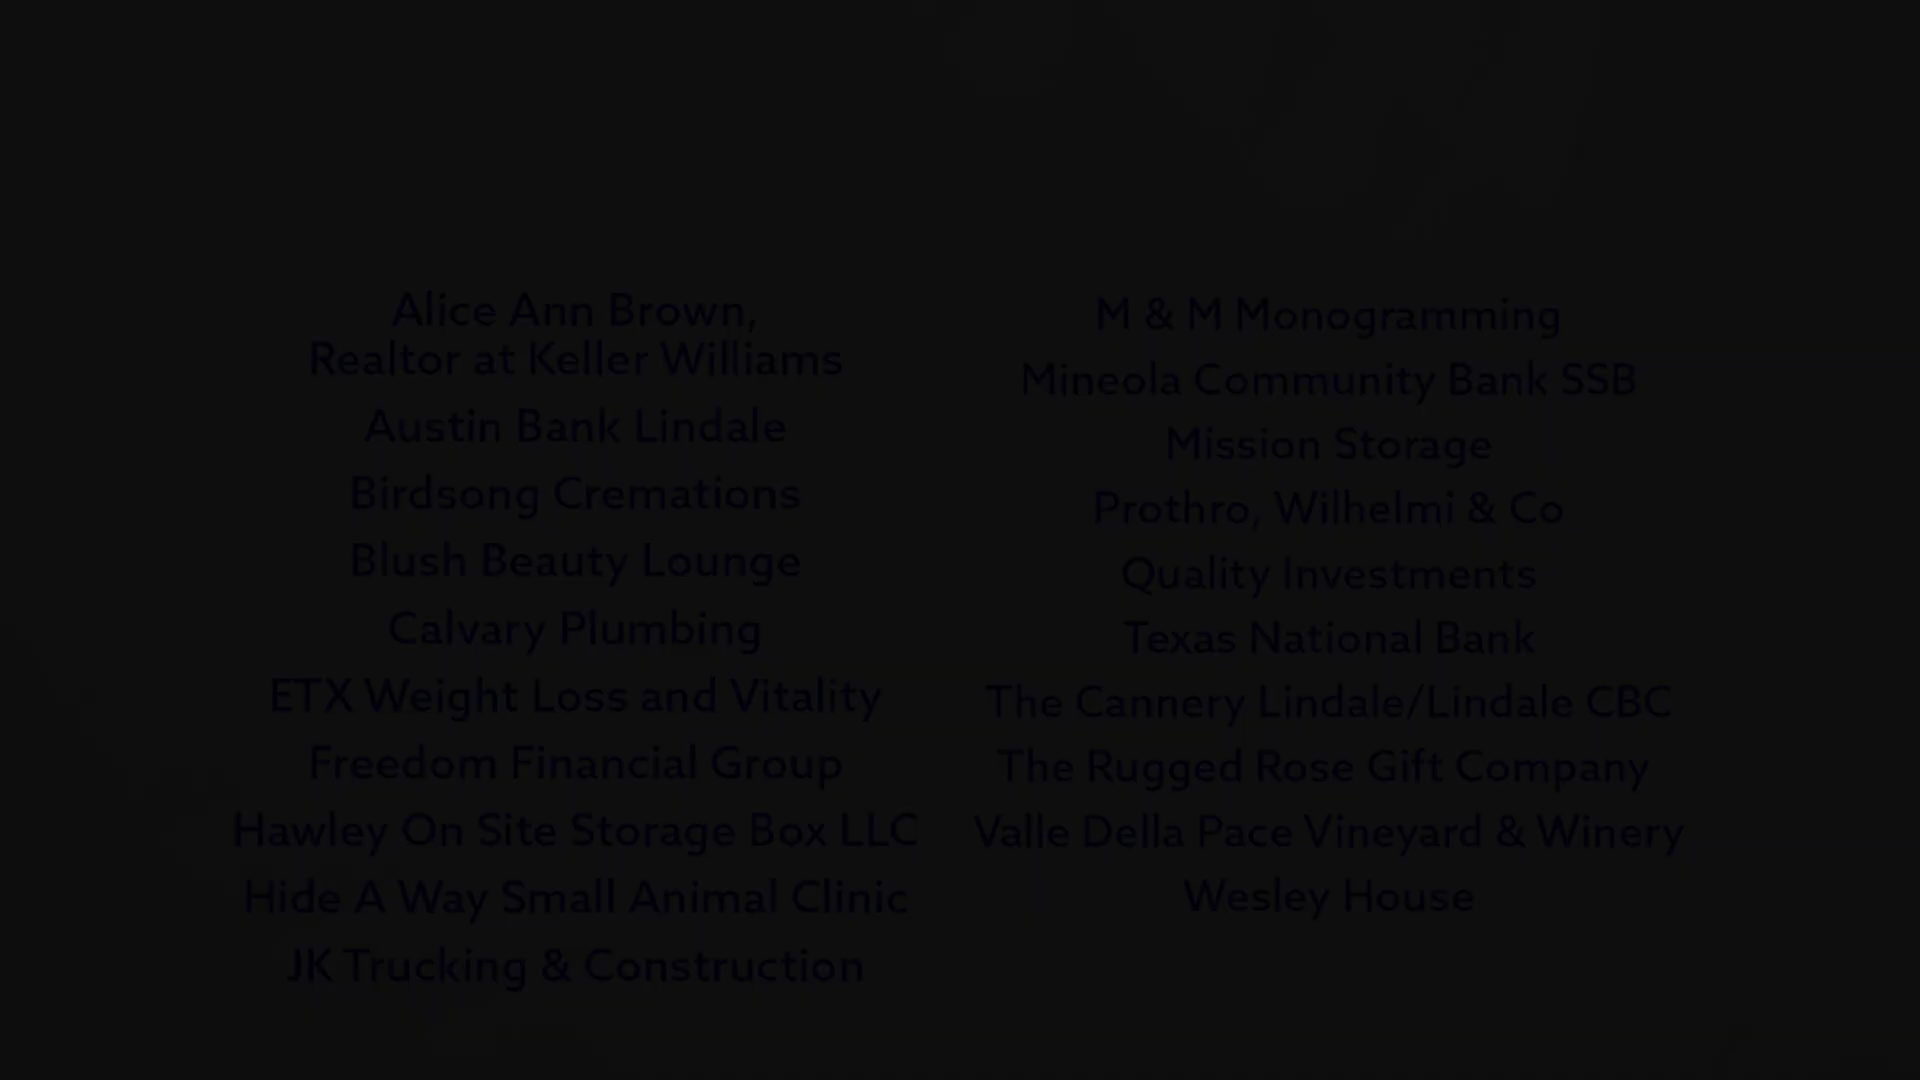 Alice Ann Brown,
Realtor at Keller Williams
Austin Bank Lindale
Birdsong Cremations
Blush Beauty Lounge
Calvary Plumbing
ETX Weight Loss and Vitality
Freedom Financial Group
Hawley On Site Storage Box LLC
Hide A Way Small Animal Clinic
JK Trucking & Construction
M & M Monogramming
Mineola Community Bank SSB
Mission Storage
Prothro, Wilhelmi & Co
Quality Investments
Texas National Bank
The Cannery Lindale/Lindale CBC
The Rugged Rose Gift Company
Valle Della Pace Vineyard & Winery
Wesley House